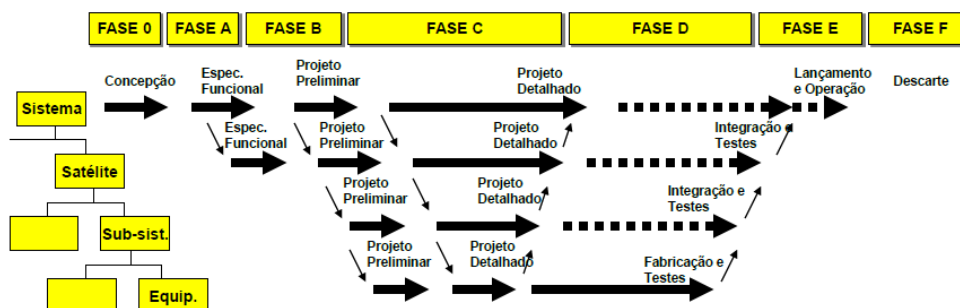 FASE 0 FASE A FASE B FASE C FASE D FASE E FASE F
Concepção
Espec.
Funcional
Projeto
Preliminar
Projeto
Detalhado
Lançamento
e Operação
Descarte
Sistema
Espec.
Funcional
Projeto
Preliminar
Projeto
Detalhado
Integração e
Testes
Satélite
Projeto
Preliminar
Projeto
Detalhado
Integração e
Testes
Sub-sist.
Projeto
Preliminar
Projeto
Detalhado
Fabricação e
Testes
Equip.